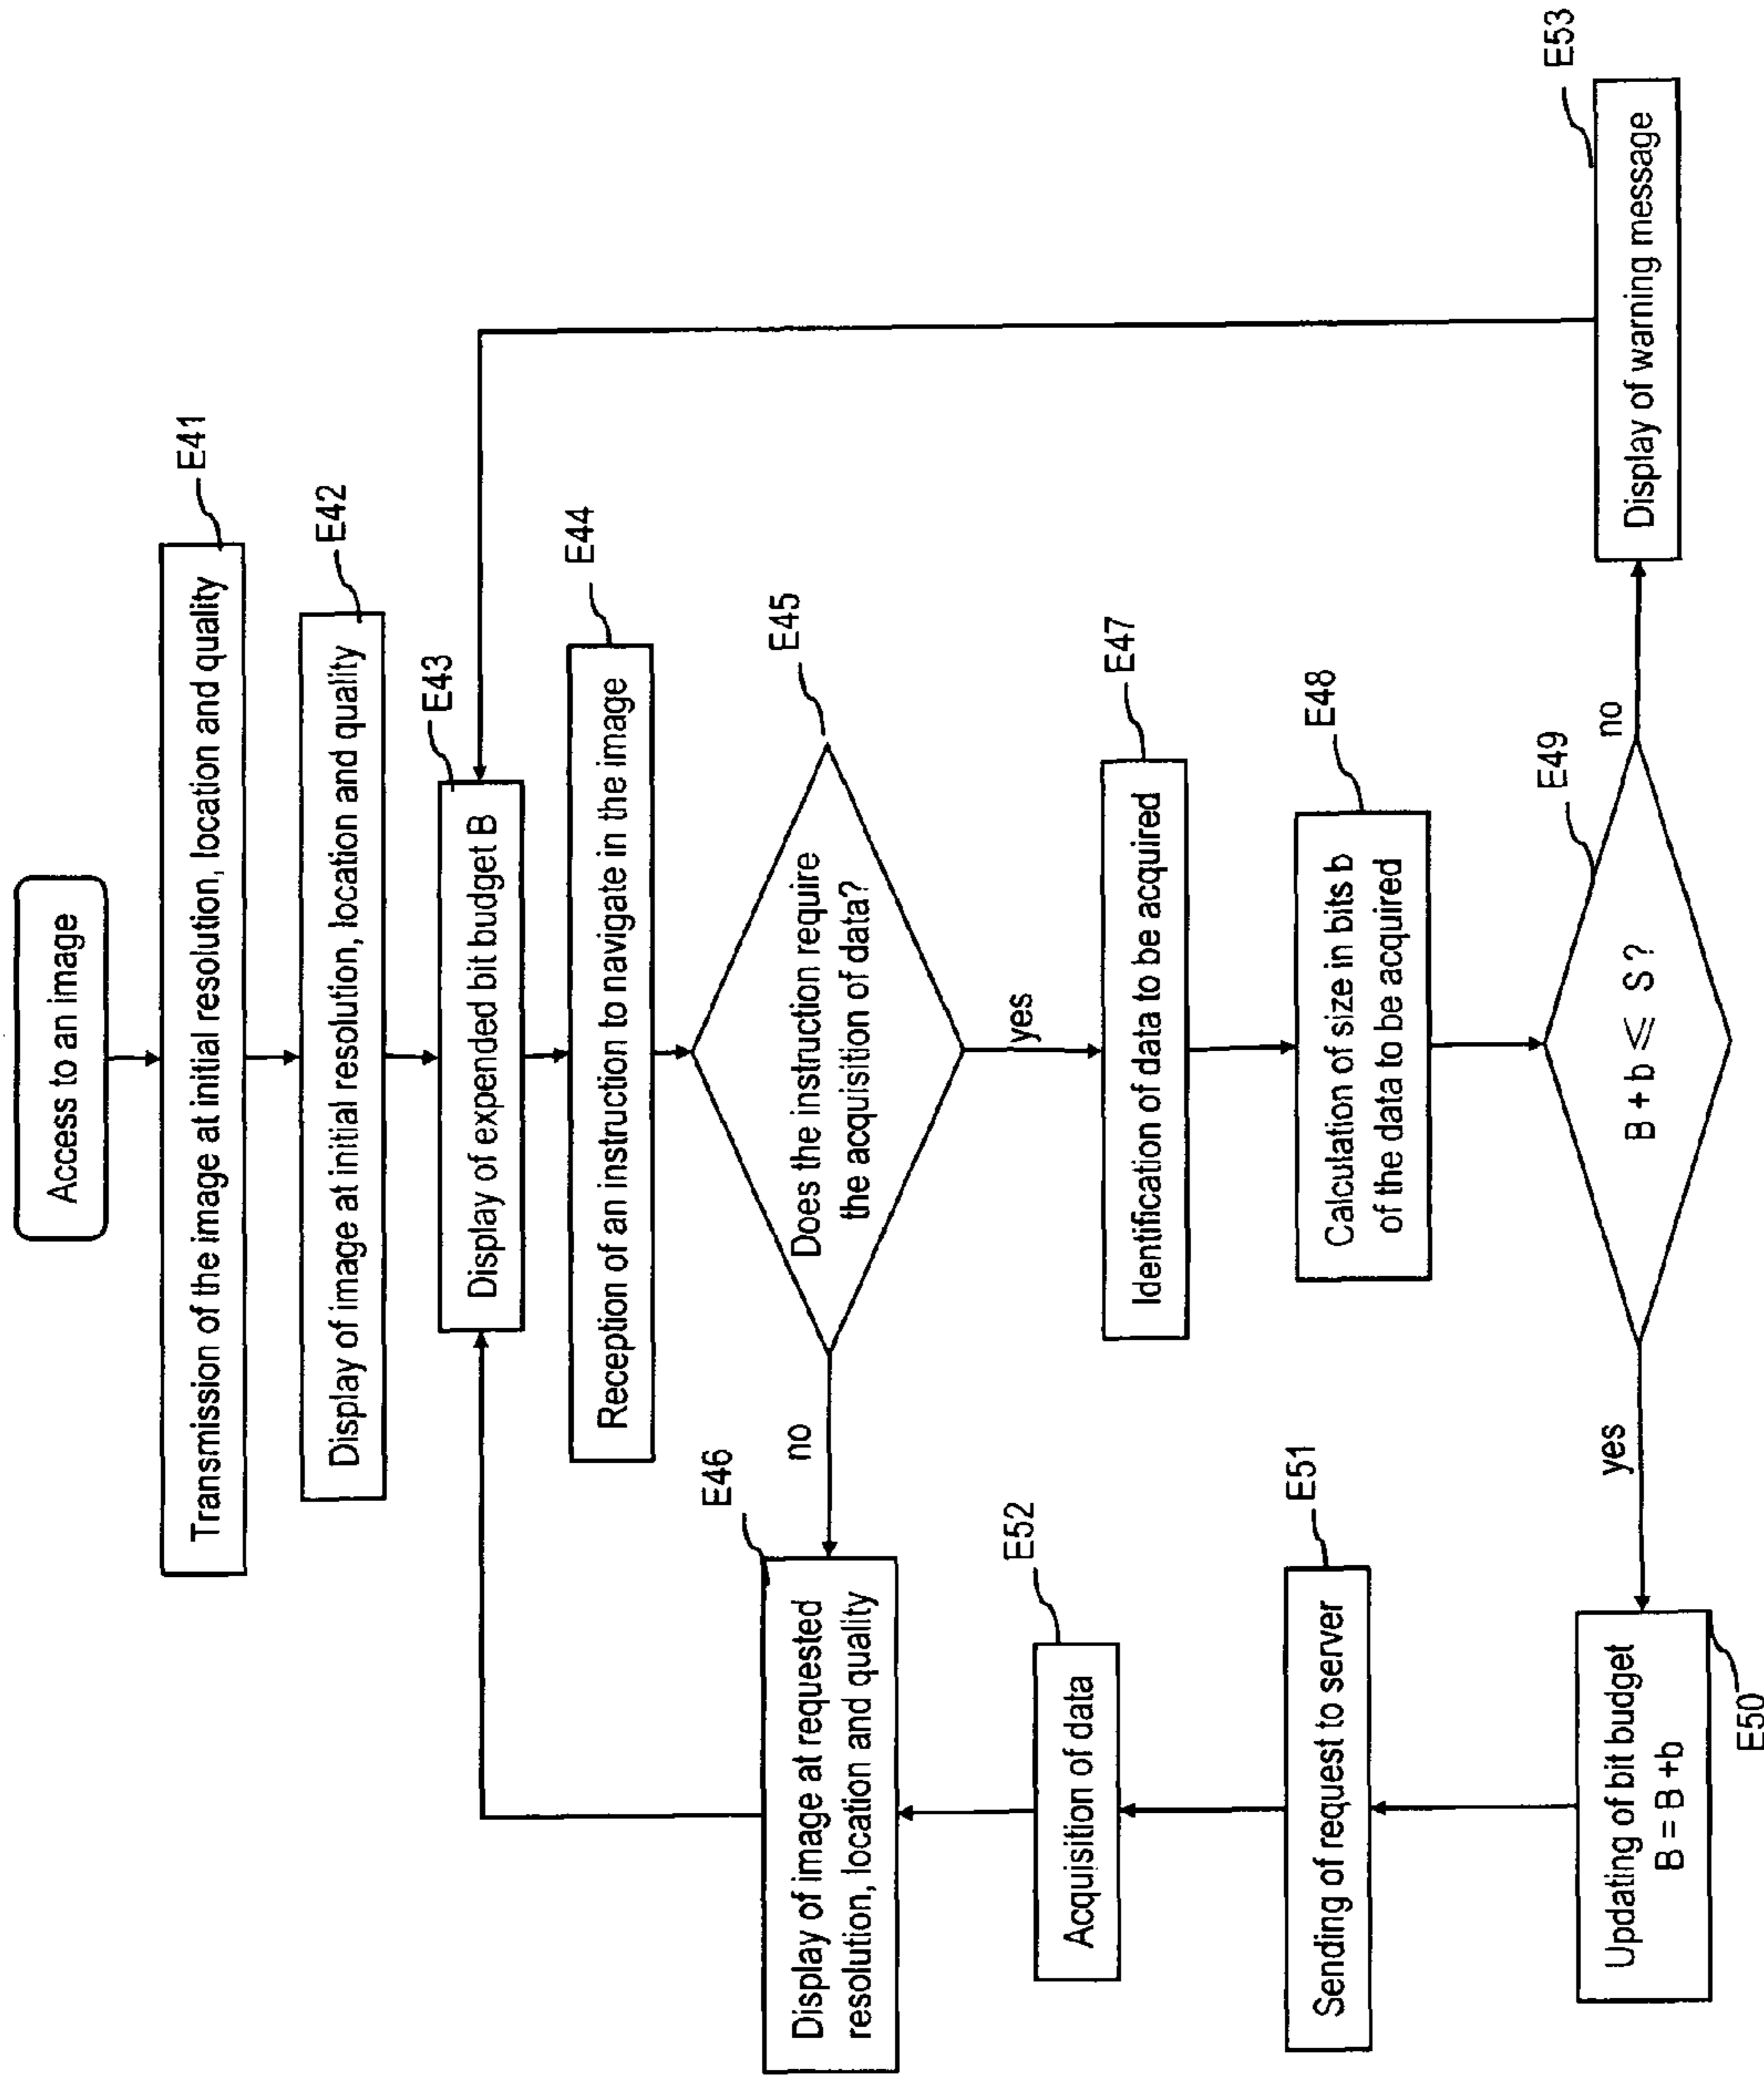 Access to an image
Transmission of the image at initial resolution, location and quality
E41
Display of image at initial resolution, location and quality
E42
Display of expended bit budget B
E43
Reception of an instruction to navigate in the image
E44
Does the instruction require
the acquisition of data?
E45
no
yes
Display of image at requested
resolution, location and quality
E46
Identification of data to be acquired
E47
Calculation of size in bits b
of the data to be acquired
E48
B + b ⩽ S ?
E49
yes
no
Updating of bit budget
B = B +b
E50
Sending of request to server
E51
Acquisition of data
E52
Display of warning message
E53